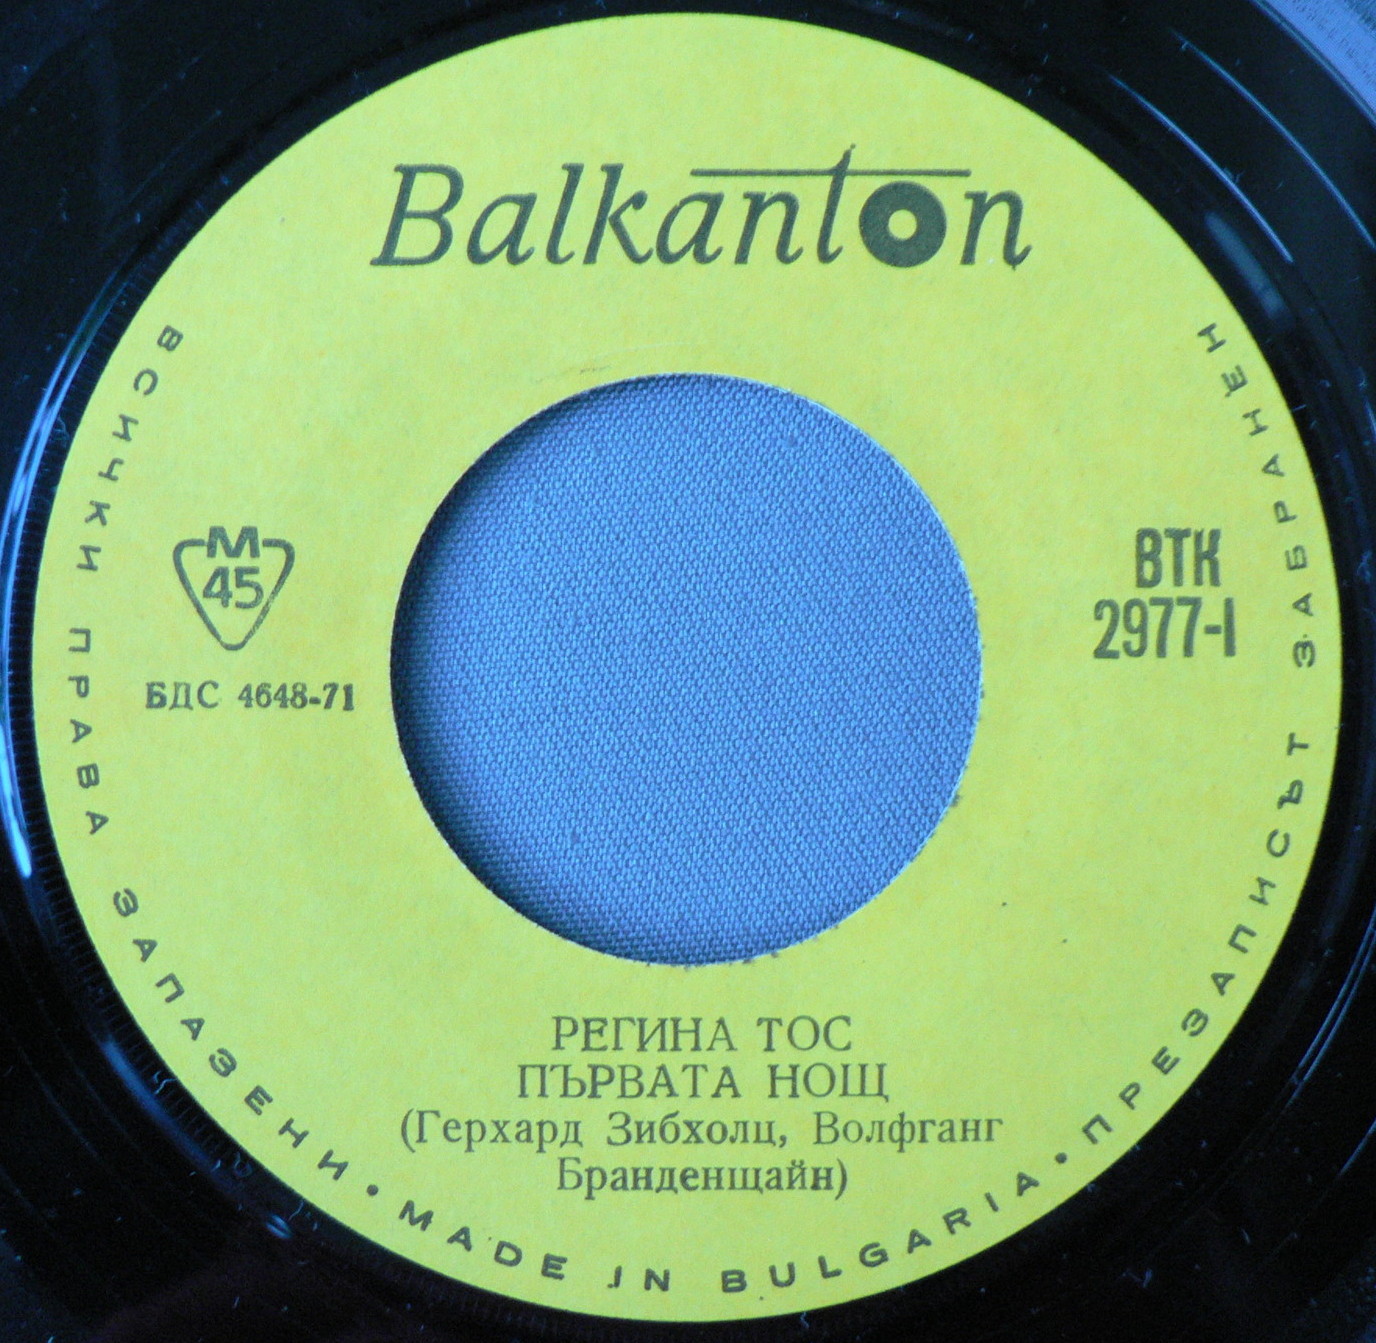 Balkanton
M
45
БДС 4648-71
ВТК
2977-I
РЕГИНА ТОС
ПЪРВАТА НОЩ
(Герхард Зибхолц, Волфганг
Бранденщайн)
ВСИЧКИ ПРАВА ЗАПАЗЕНИ • MADE IN BULGARIA • ПРЕЗАПИСЪТ ЗАБРАНЕН